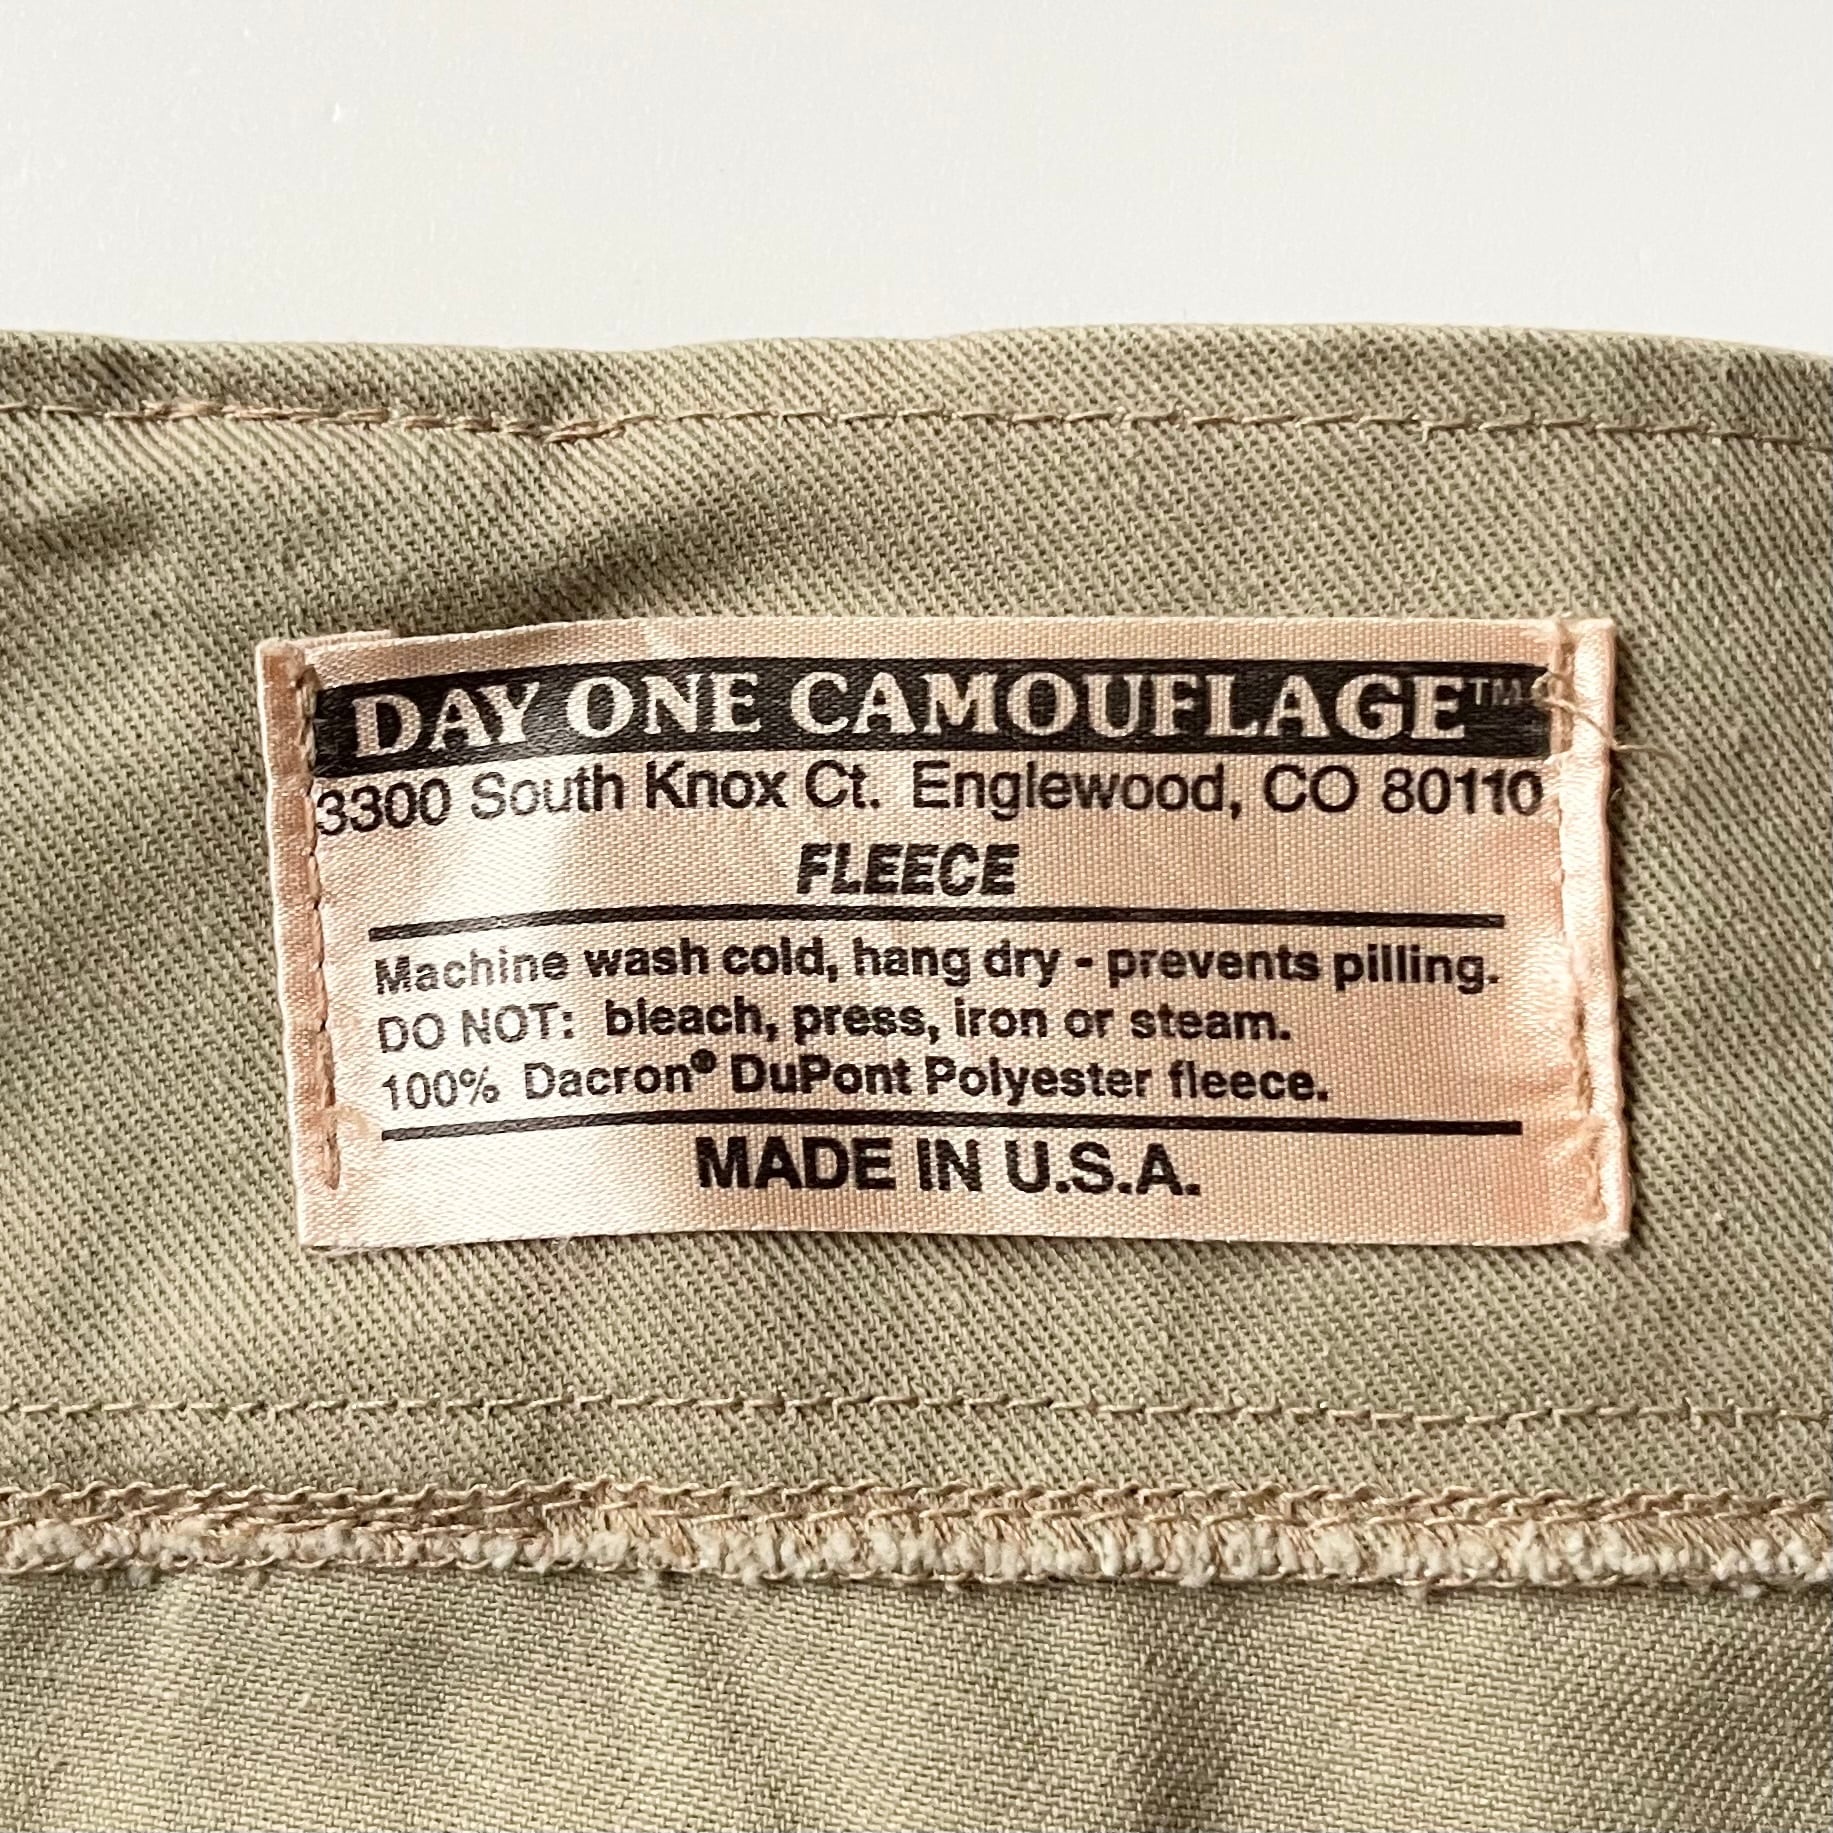 DAY ONE CAMOUFLAGE™
3300 South Knox Ct. Englewood, CO 80110
FLEECE
Machine wash cold, hang dry - prevents pilling.
DO NOT: bleach, press, iron or steam.
100% Dacron® DuPont Polyester fleece.
MADE IN U.S.A.